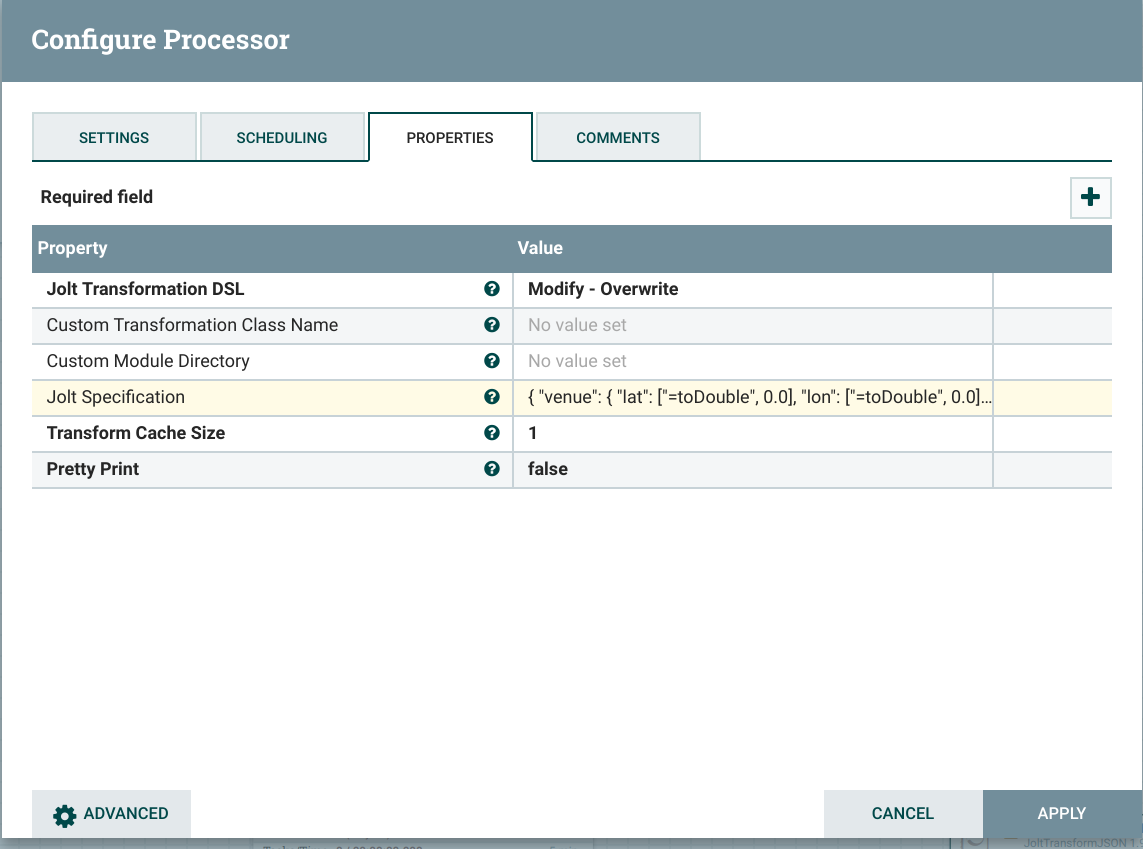 Configure Processor
SETTINGS
SCHEDULING
PROPERTIES
COMMENTS
Required field
Property Value
Jolt Transformation DSL Modify - Overwrite
Custom Transformation Class Name No value set
Custom Module Directory No value set
Jolt Specification { "venue": { "lat": ["=toDouble", 0.0], "lon": ["=toDouble", 0.0]...
Transform Cache Size 1
Pretty Print false
ADVANCED
CANCEL
APPLY
JoltTransformJSON 1.